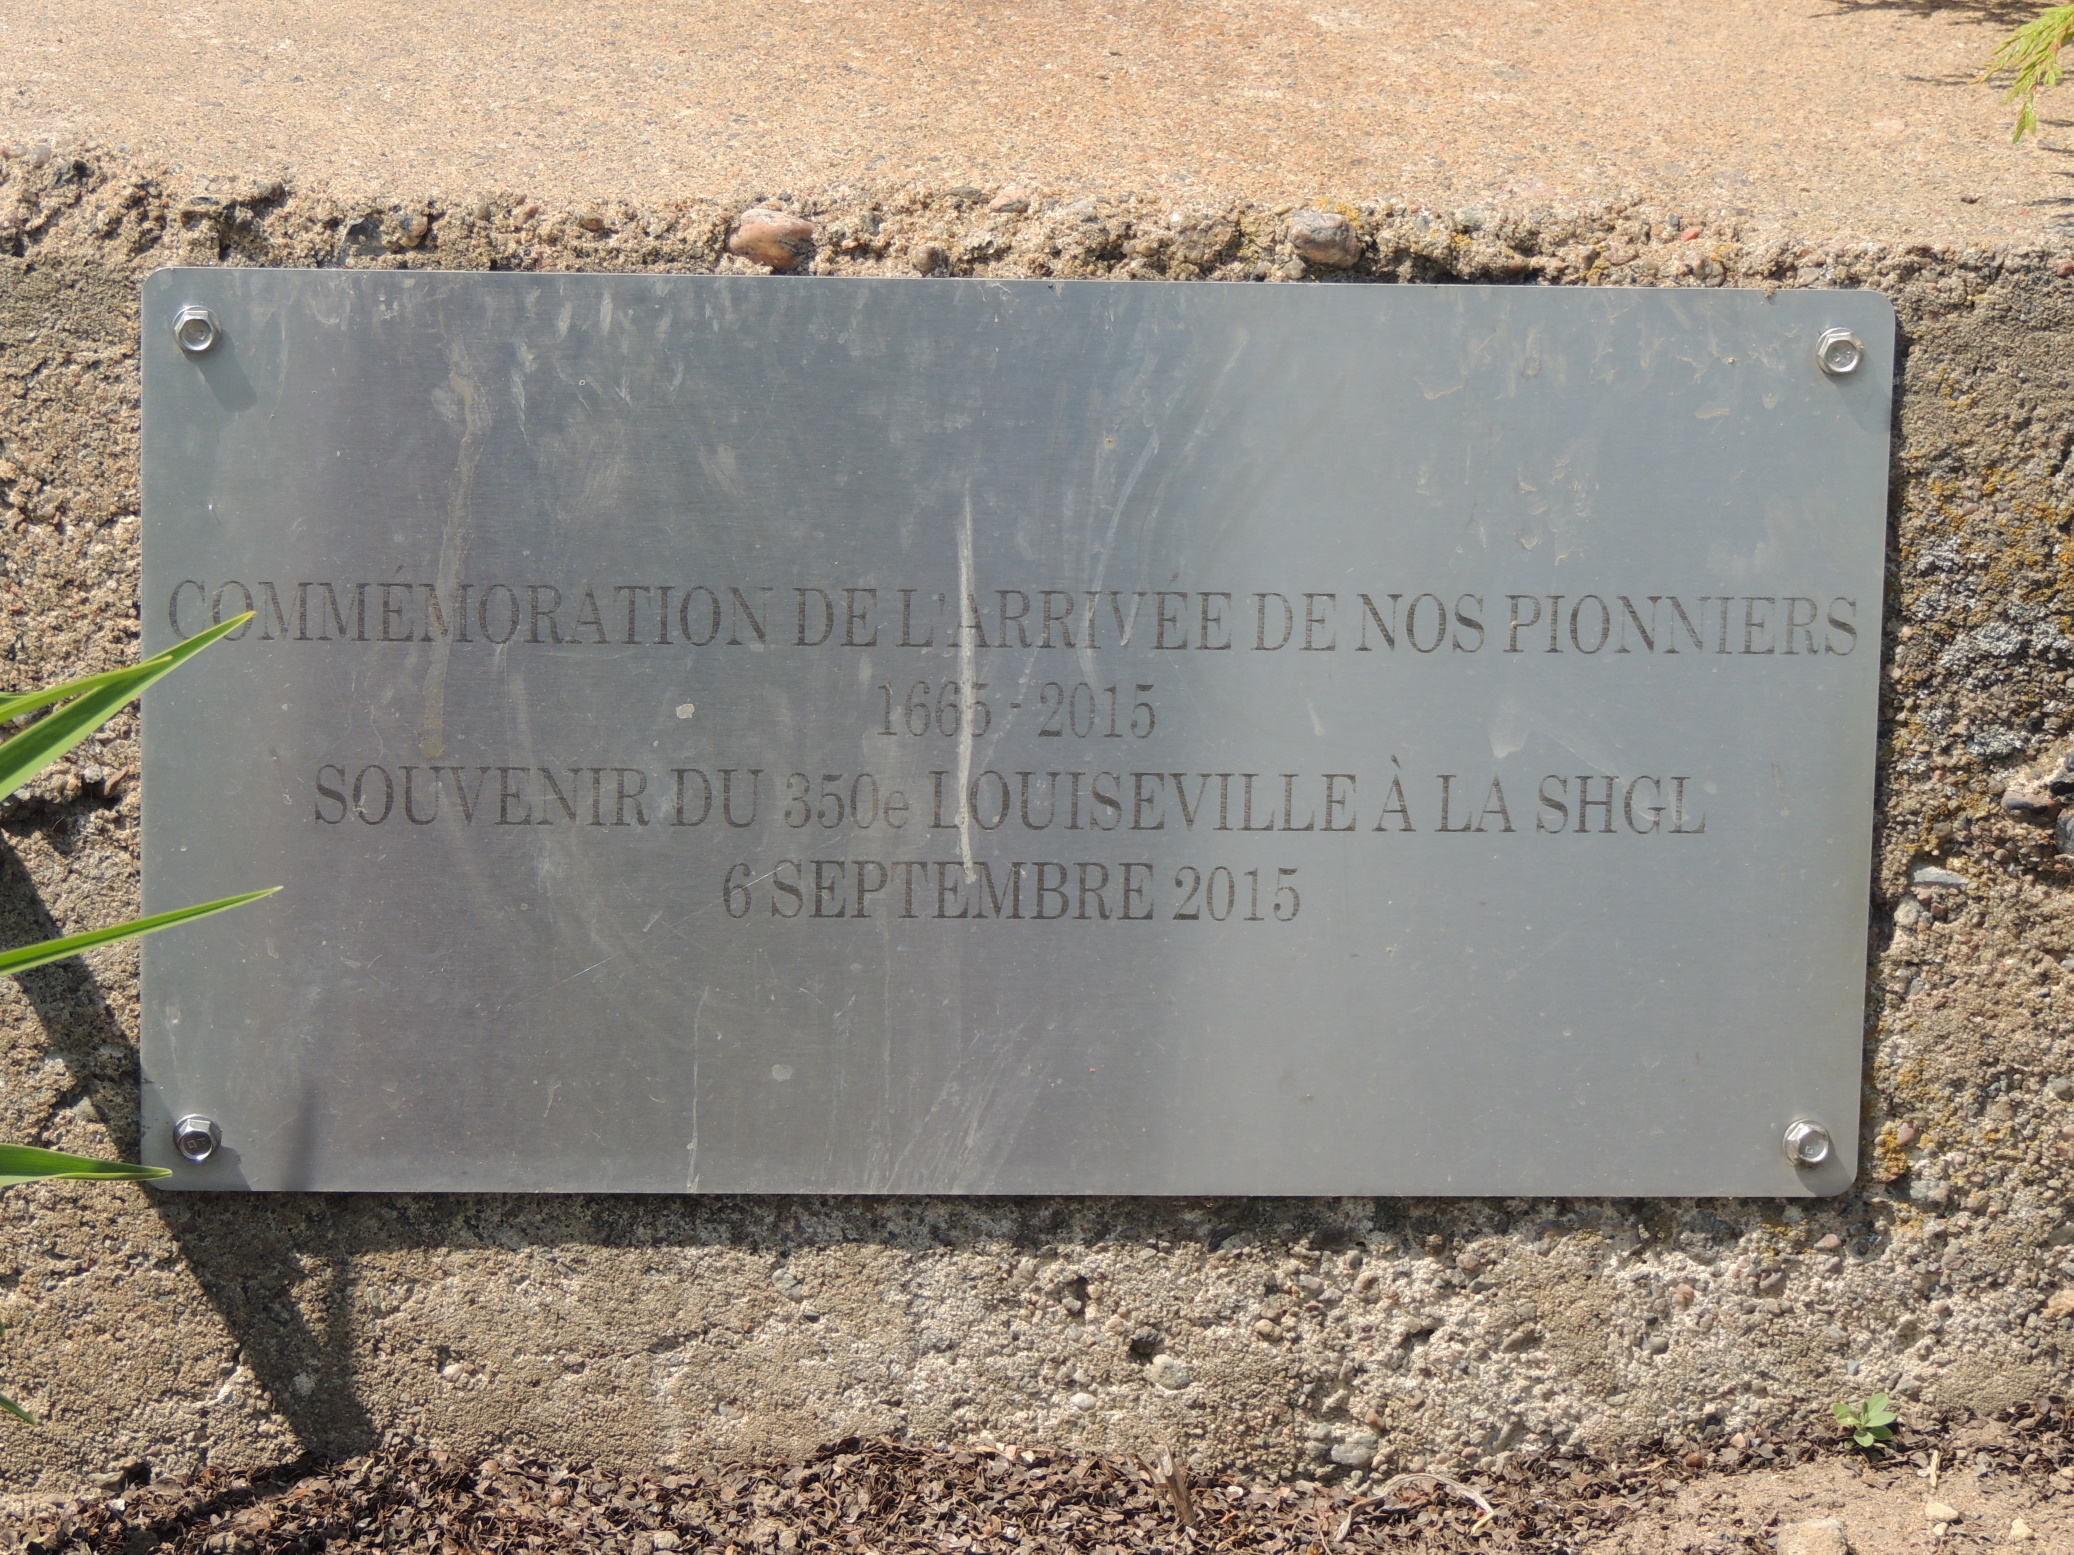 COMMÉMORATION DE L'ARRIVÉE DE NOS PIONNIERS
1665 - 2015
SOUVENIR DU 350e LOUISEVILLE À LA SHGL
6 SEPTEMBRE 2015